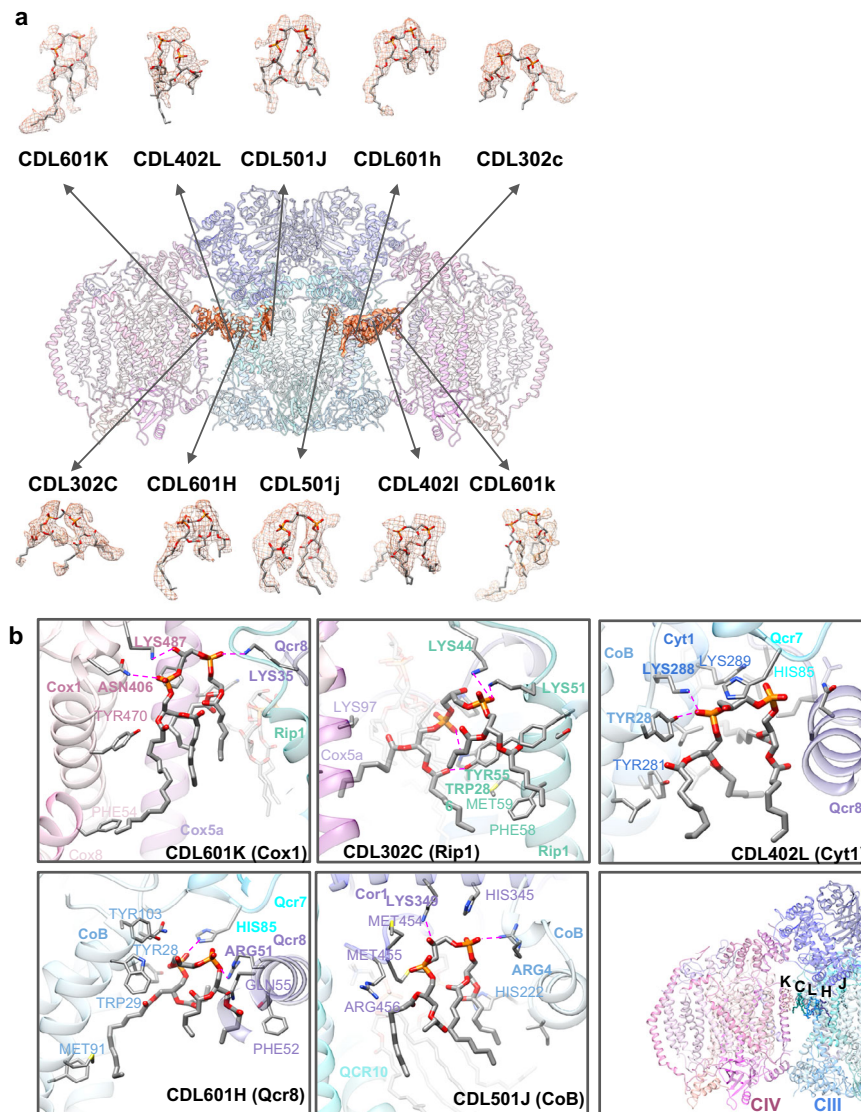 a
CDL601K CDL402L CDL501J CDL601h CDL302c
CDL302C CDL601H CDL501j CDL402l CDL601k
b
LYS487
Qcr8
LYS35
Cox1
ASN406
TYR470
Rip1
PHE54
Cox8
Cox5a
CDL601K (Cox1)
LYS44
LYS51
LYS97
Cox5a
TYR55
TRP28
MET59
PHE58
Rip1
CDL302C (Rip1)
CoB
Cyt1
Qcr7
LYS289
LYS288
HIS85
TYR28
TYR281
Qcr8
CDL402L (Cyt1)
Qcr7
TYR103
HIS85
CoB
TYR28
Qcr8
ARG51
GLN55
TRP29
PHE52
MET91
CDL601H (Qcr8)
Cor1
HIS345
LYS349
MET454
CoB
MET455
ARG4
HIS222
ARG456
QCR10
CDL501J (CoB)
K C L H J
CIV CIII